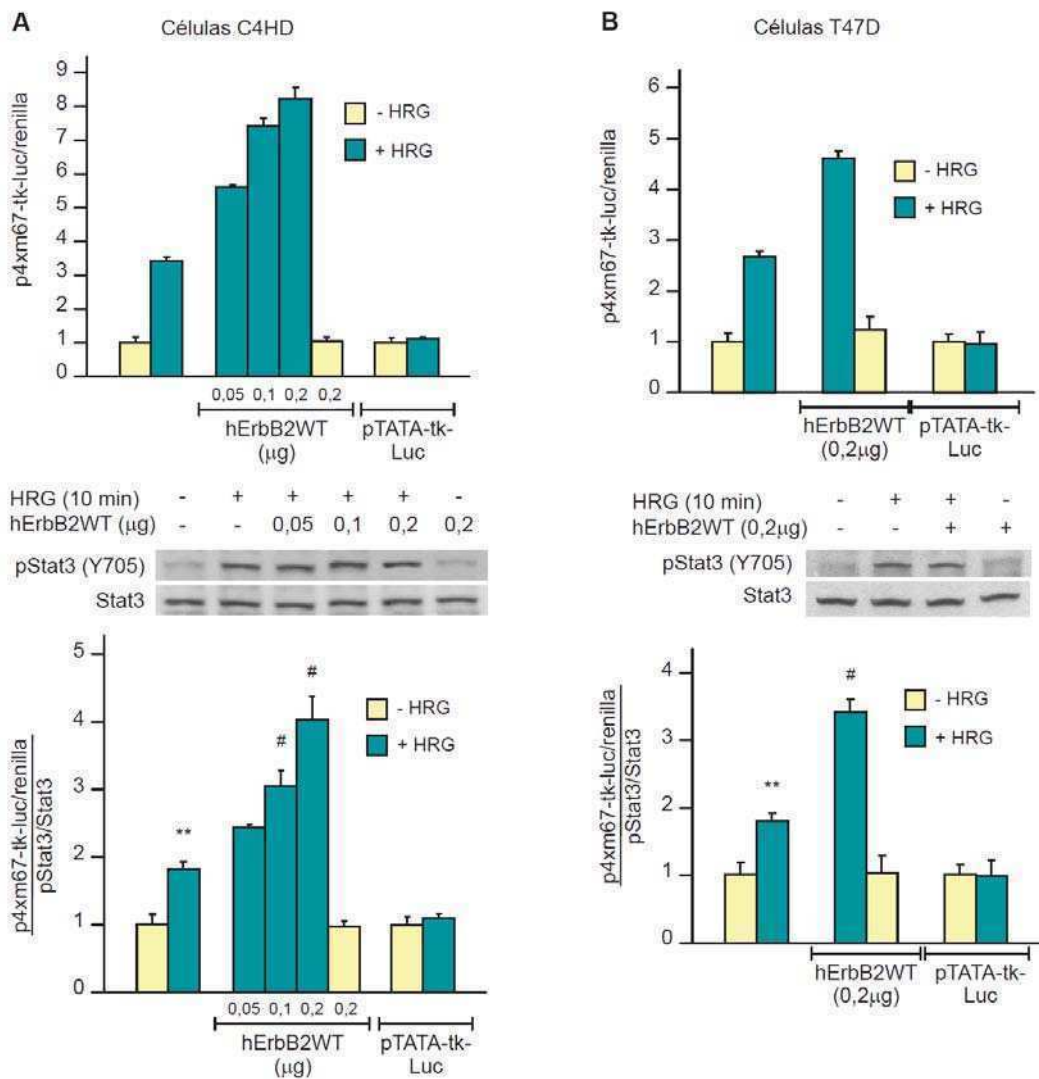 A
Células C4HD
p4xm67-tk-luc/renilla
9
8
7
6
5
4
3
2
1
0
- HRG
+ HRG
0,05 0,1 0,2 0,2
hErbB2WT
(µg)
pTATA-tk-
Luc
HRG (10 min) - + + + + -
hErbB2WT (µg) - - 0,05 0,1 0,2 0,2
pStat3 (Y705)
Stat3
p4xm67-tk-luc/renilla
pStat3/Stat3
5
4
3
2
1
0
**
#
#
- HRG
+ HRG
0,05 0,1 0,2 0,2
hErbB2WT
(µg)
pTATA-tk-
Luc
B
Células T47D
p4xm67-tk-luc/renilla
7
6
5
4
3
2
1
0
- HRG
+ HRG
hErbB2WT
(0,2µg)
pTATA-tk-
Luc
HRG (10 min) - + + -
hErbB2WT (0,2µg) - - + +
pStat3 (Y705)
Stat3
p4xm67-tk-luc/renilla
pStat3/Stat3
4
3
2
1
0
**
#
- HRG
+ HRG
hErbB2WT
(0,2µg)
pTATA-tk-
Luc